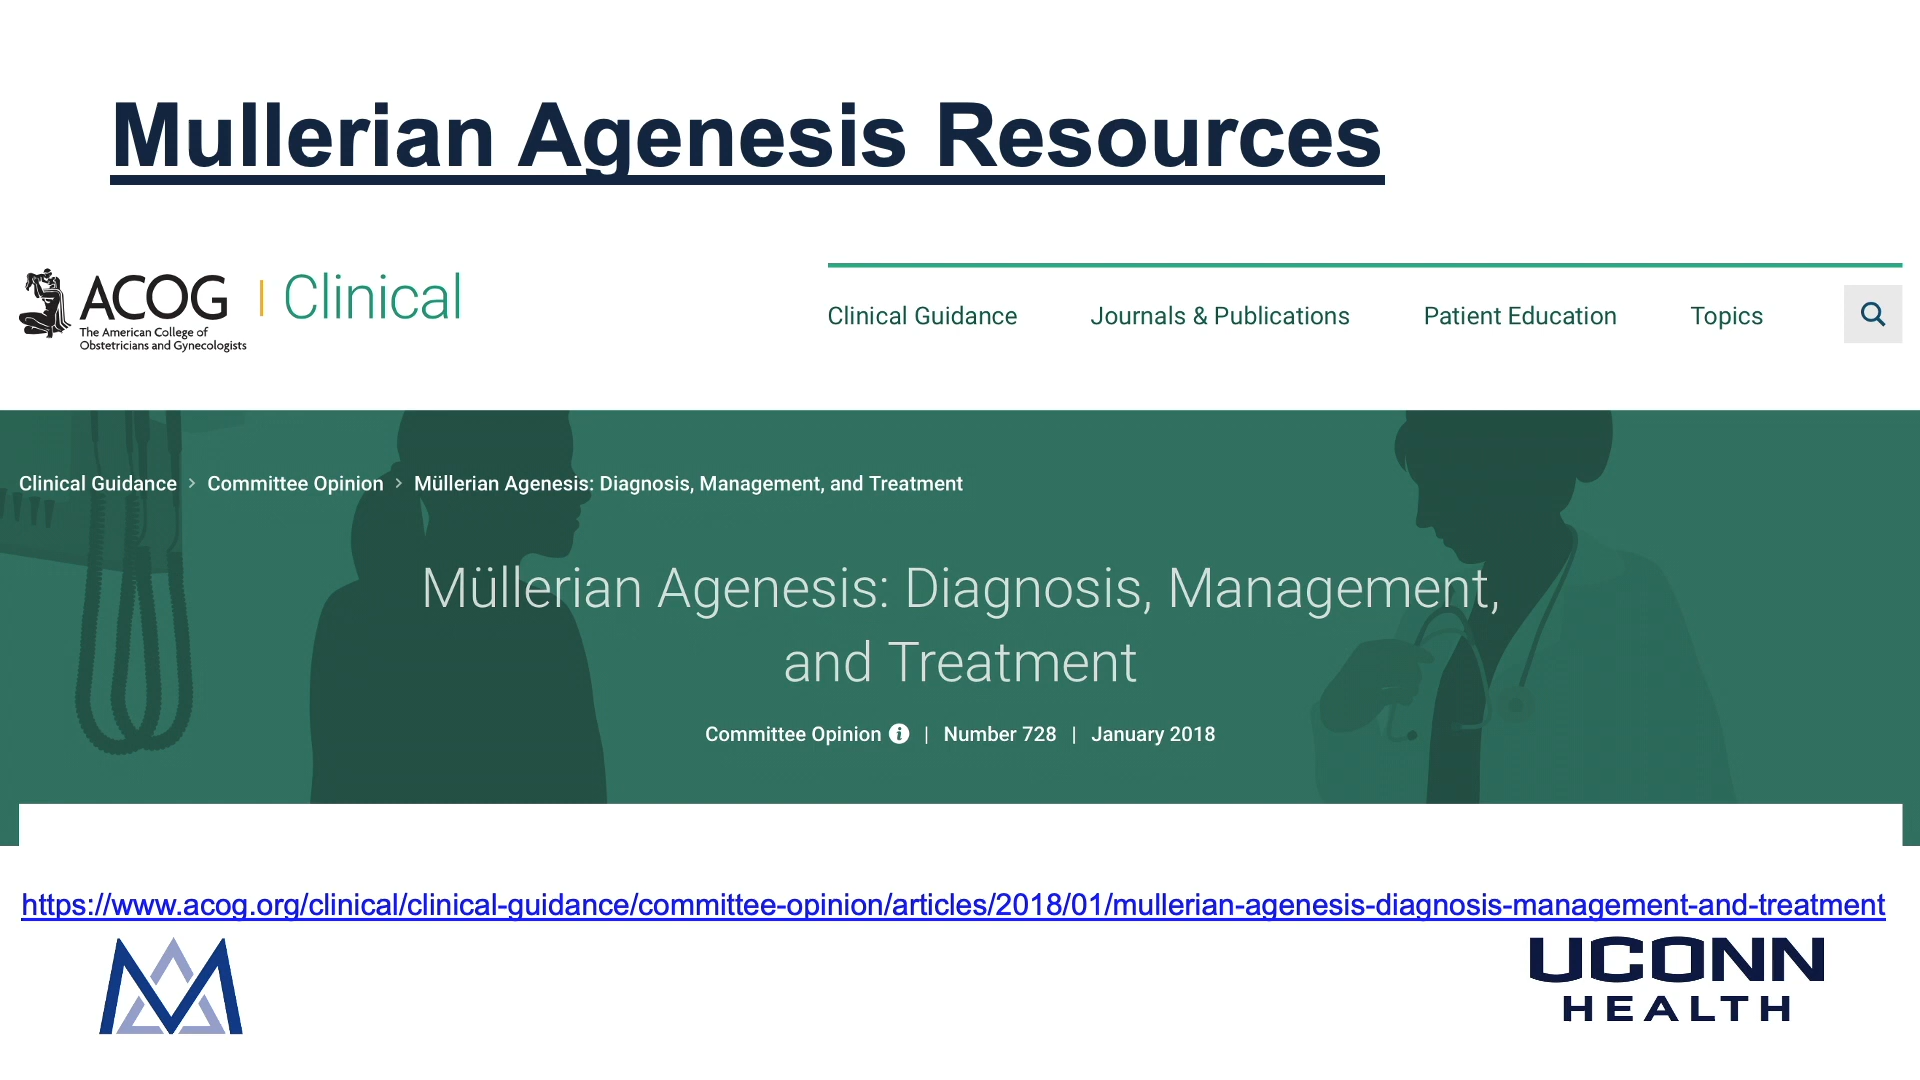 Mullerian Agenesis Resources
ACOG | Clinical
The American College of
Obstetricians and Gynecologists
Clinical Guidance Journals & Publications Patient Education Topics
Clinical Guidance > Committee Opinion > Müllerian Agenesis: Diagnosis, Management, and Treatment
Müllerian Agenesis: Diagnosis, Management,
and Treatment
Committee Opinion i | Number 728 | January 2018
https://www.acog.org/clinical/clinical-guidance/committee-opinion/articles/2018/01/mullerian-agenesis-diagnosis-management-and-treatment
UCONN
HEALTH